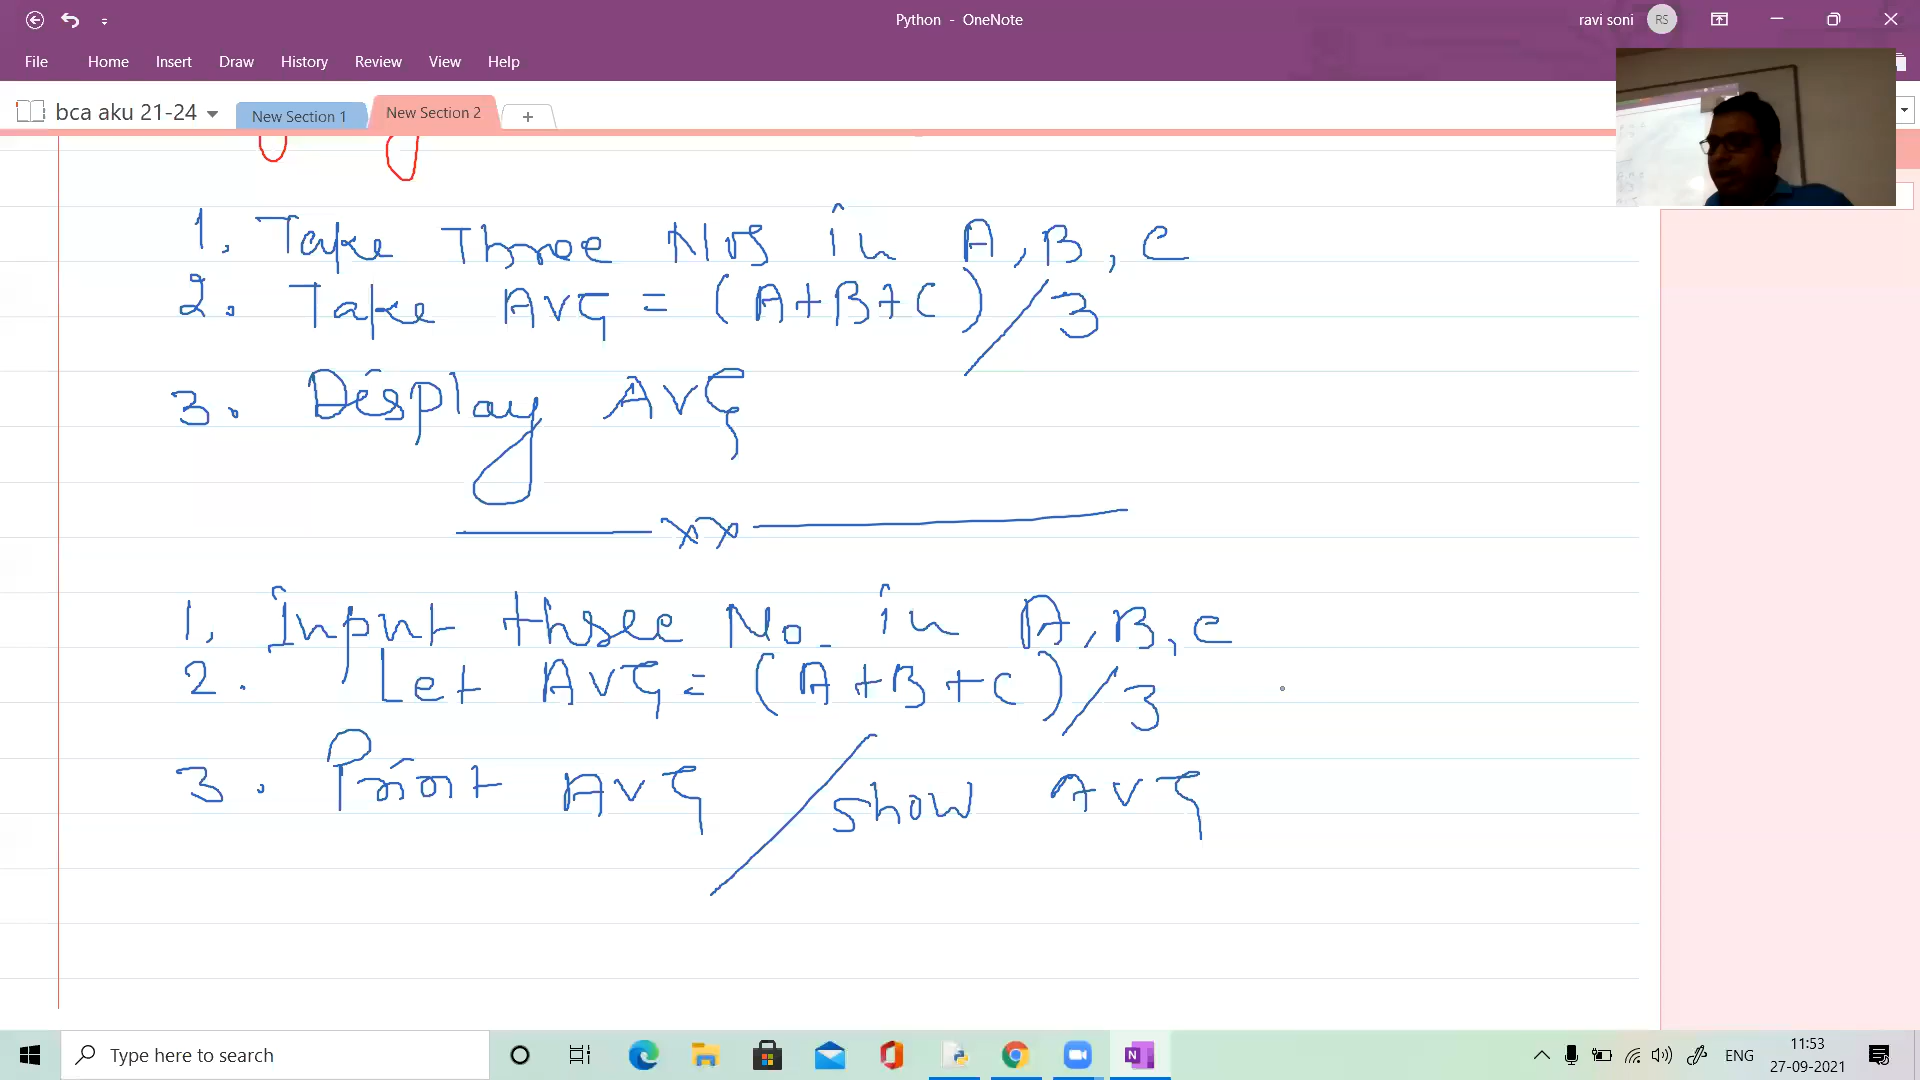 Python - OneNote
ravi soni RS
File Home Insert Draw History Review View Help
bca aku 21-24 New Section 1 New Section 2 +
1. Take Three Nos in A, B, C
2. Take AVG = (A+B+C)/3
3. Display AVG
xx
1. Input three No. in A, B, C
2. Let AVG = (A+B+C)/3
3. Print AVG / show AVG
Type here to search
ENG
11:53
27-09-2021